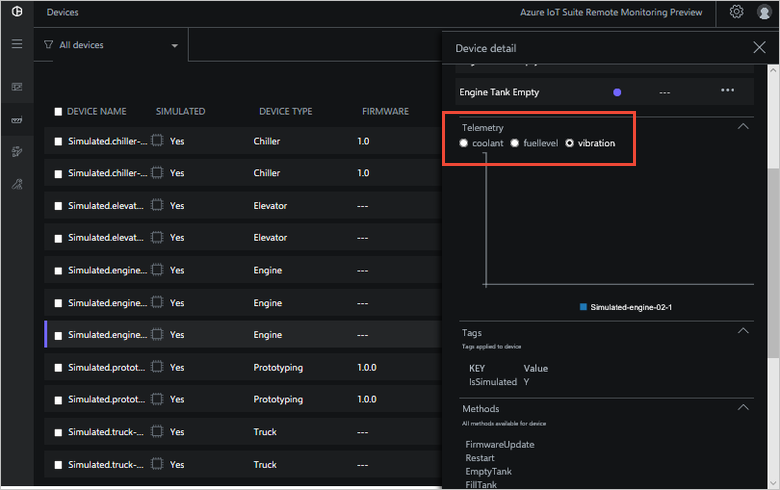 Devices
Azure IoT Suite Remote Monitoring Preview
All devices
Device detail
Engine Tank Empty --- •••
DEVICE NAME SIMULATED DEVICE TYPE FIRMWARE
Simulated.chiller-... Yes Chiller 1.0
Simulated.chiller-... Yes Chiller 1.0
Simulated.elevat... Yes Elevator ---
Simulated.elevat... Yes Elevator ---
Simulated.engine... Yes Engine ---
Simulated.engine... Yes Engine ---
Simulated.engine... Yes Engine ---
Simulated.protot... Yes Prototyping 1.0.0
Simulated.protot... Yes Prototyping 1.0.0
Simulated.truck-... Yes Truck ---
Simulated.truck-... Yes Truck ---
Telemetry
coolant fuellevel vibration
Simulated-engine-02-1
Tags
Tags applied to device
KEY Value
IsSimulated Y
Methods
All methods available for device
FirmwareUpdate
Restart
EmptyTank
FillTank